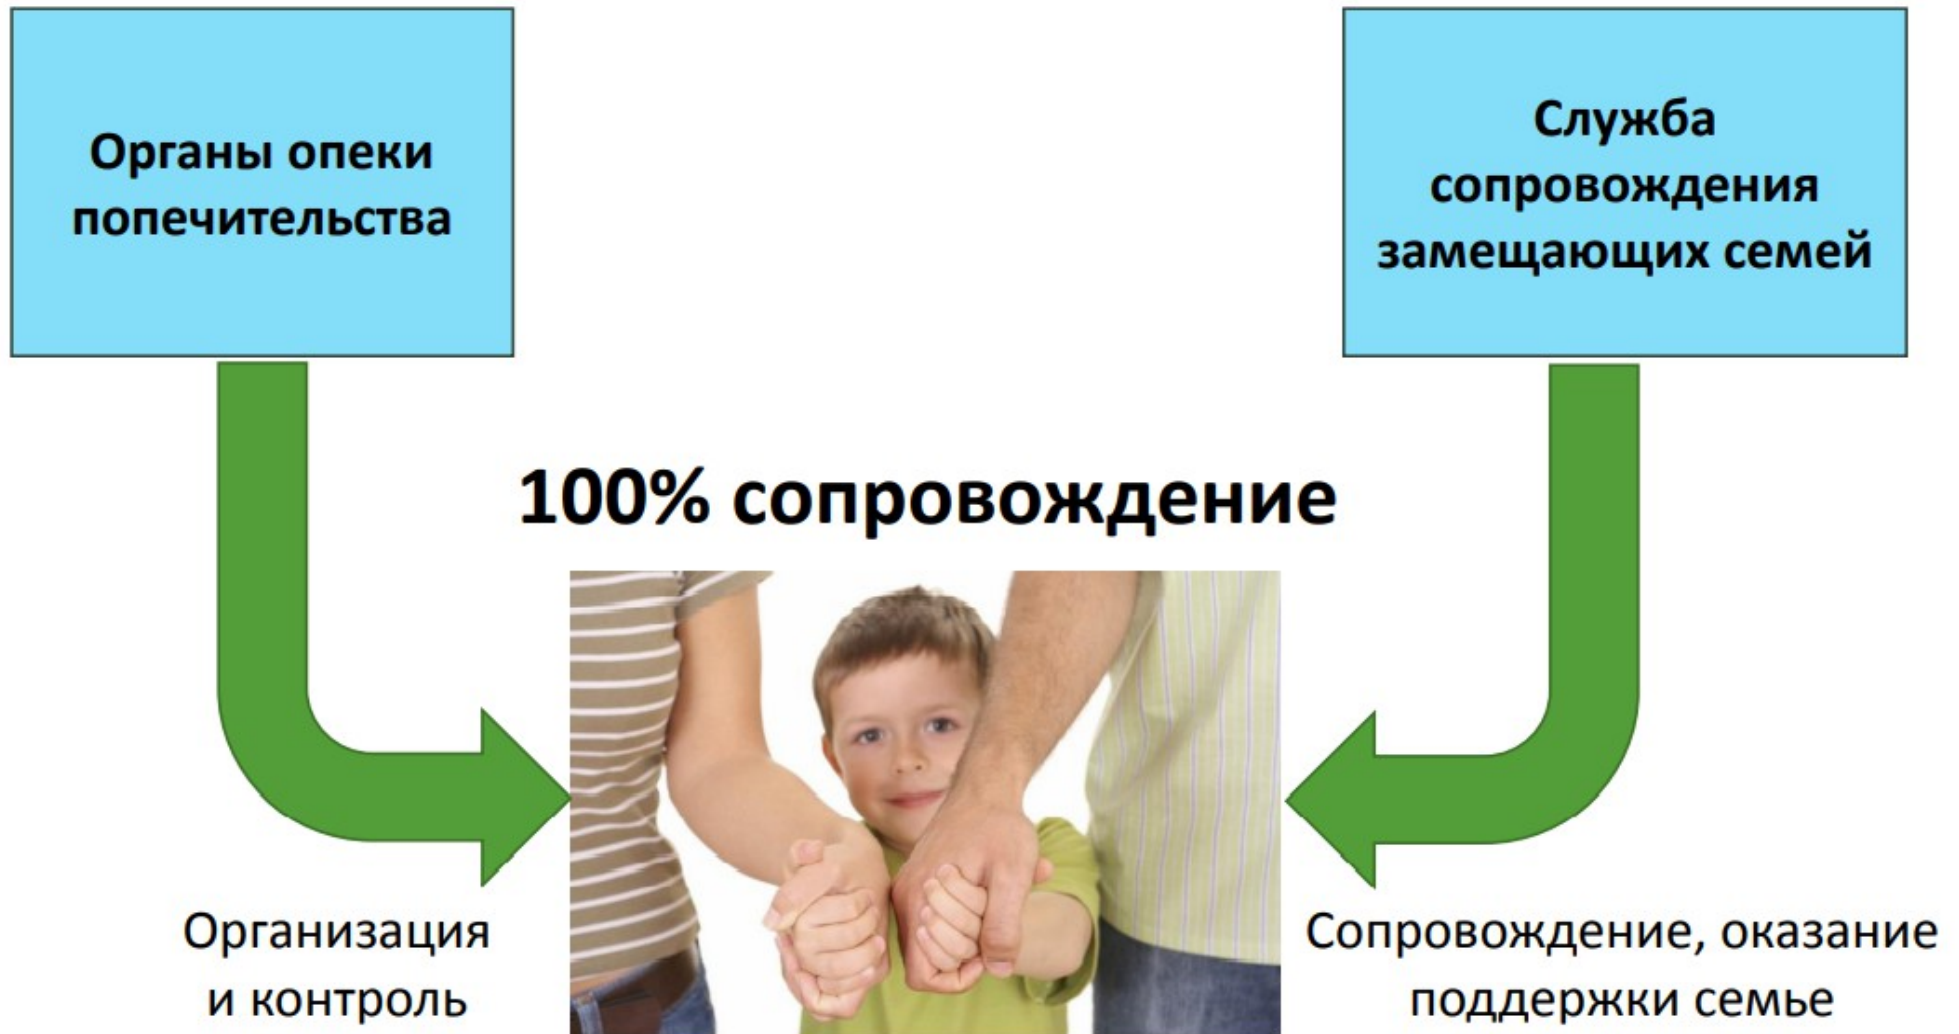 Органы опеки
попечительства
Служба
сопровождения
замещающих семей
100% сопровождение
Организация
и контроль
Сопровождение, оказание
поддержки семье